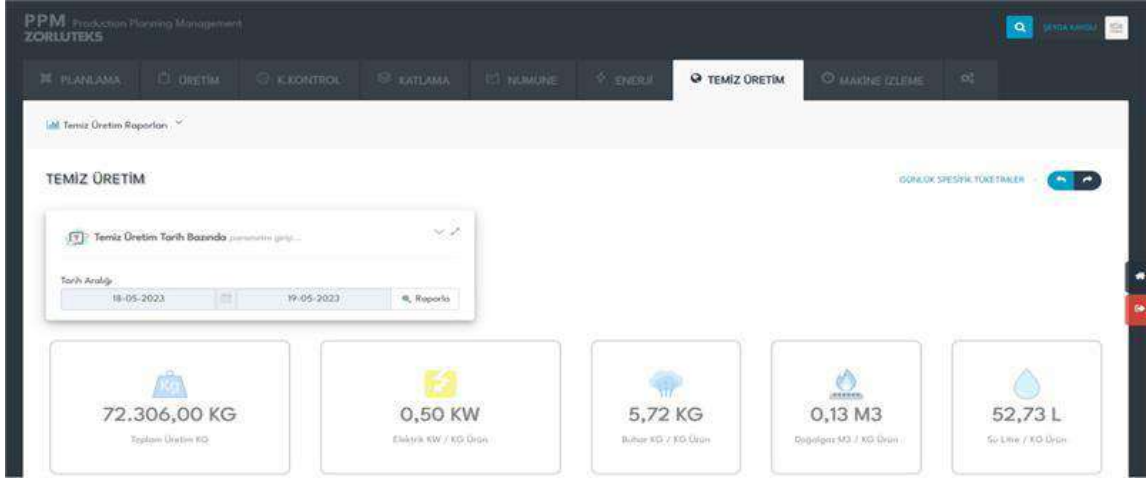 PPM Production Planning Management
ZORLUTEKS
PLANLAMA
ÜRETİM
K.KONTROL
KATLAMA
NUMUNE
ENERJİ
TEMİZ ÜRETİM
MAKİNE İZLEME
Temiz Üretim Raporları
TEMİZ ÜRETİM
GÜNLÜK SPESİFİK TÜKETİMLER
Temiz Üretim Tarih Bazında parametre girişi...
Tarih Aralığı
18-05-2023 19-05-2023 Raporla
Kg
72.306,00 KG
0,50 KW
5,72 KG
0,13 M3
52,73 L
Toplam Üretim KG
Elektrik KW / KG Ürün
Buhar KG / KG Ürün
Doğalgaz M3 / KG Ürün
Su Litre / KG Ürün